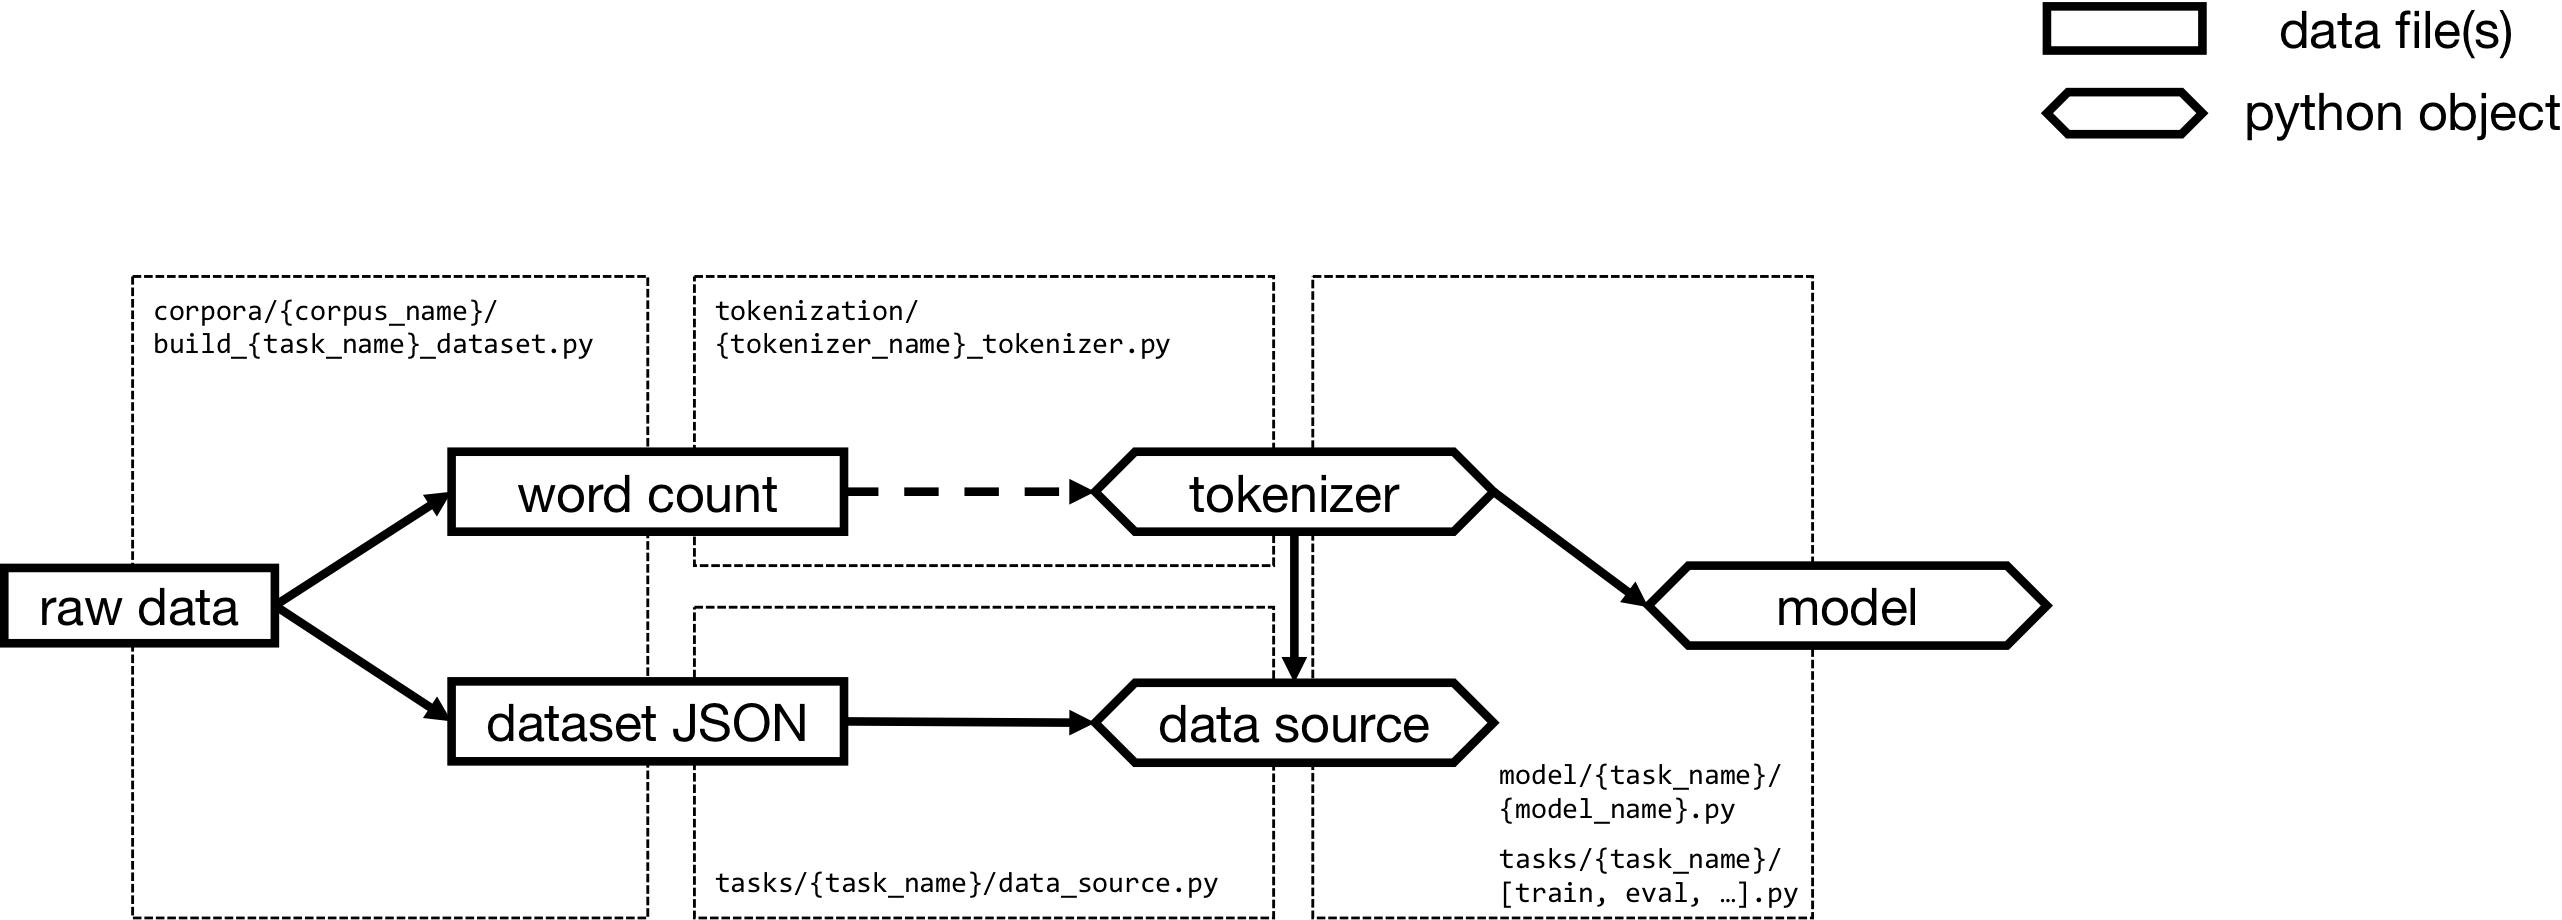 data file(s)
python object
corpora/{corpus_name}/
build_{task_name}_dataset.py
tokenization/
{tokenizer_name}_tokenizer.py
word count
tokenizer
raw data
model
dataset JSON
data source
model/{task_name}/
{model_name}.py
tasks/{task_name}/
[train, eval, …].py
tasks/{task_name}/data_source.py